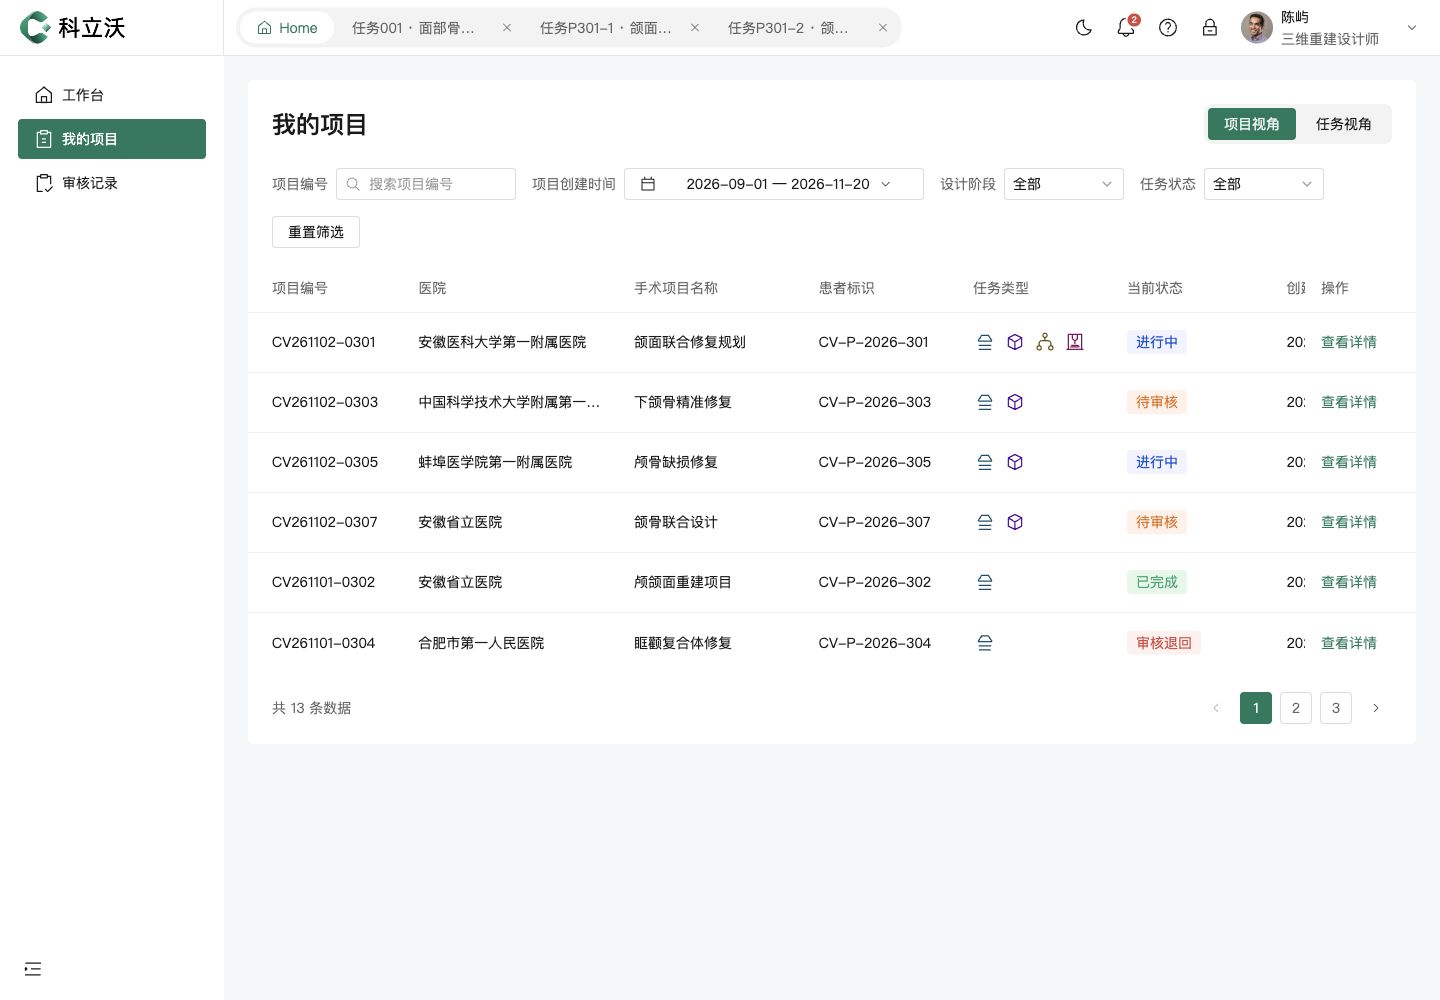 科立沃
Home
任务001 · 面部骨...
任务P301-1 · 颌面...
任务P301-2 · 颌...
2
陈屿
三维重建设计师
工作台
我的项目
审核记录
我的项目
项目视角 任务视角
项目编号 搜索项目编号 项目创建时间 2026-09-01 — 2026-11-20 设计阶段 全部 任务状态 全部
重置筛选
项目编号 医院 手术项目名称 患者标识 任务类型 当前状态 操作
CV261102-0301 安徽医科大学第一附属医院 颌面联合修复规划 CV-P-2026-301 进行中 查看详情
CV261102-0303 中国科学技术大学附属第一... 下颌骨精准修复 CV-P-2026-303 待审核 查看详情
CV261102-0305 蚌埠医学院第一附属医院 颅骨缺损修复 CV-P-2026-305 进行中 查看详情
CV261102-0307 安徽省立医院 颌骨联合设计 CV-P-2026-307 待审核 查看详情
CV261101-0302 安徽省立医院 颅颌面重建项目 CV-P-2026-302 已完成 查看详情
CV261101-0304 合肥市第一人民医院 眶颧复合体修复 CV-P-2026-304 审核退回 查看详情
共 13 条数据 1 2 3